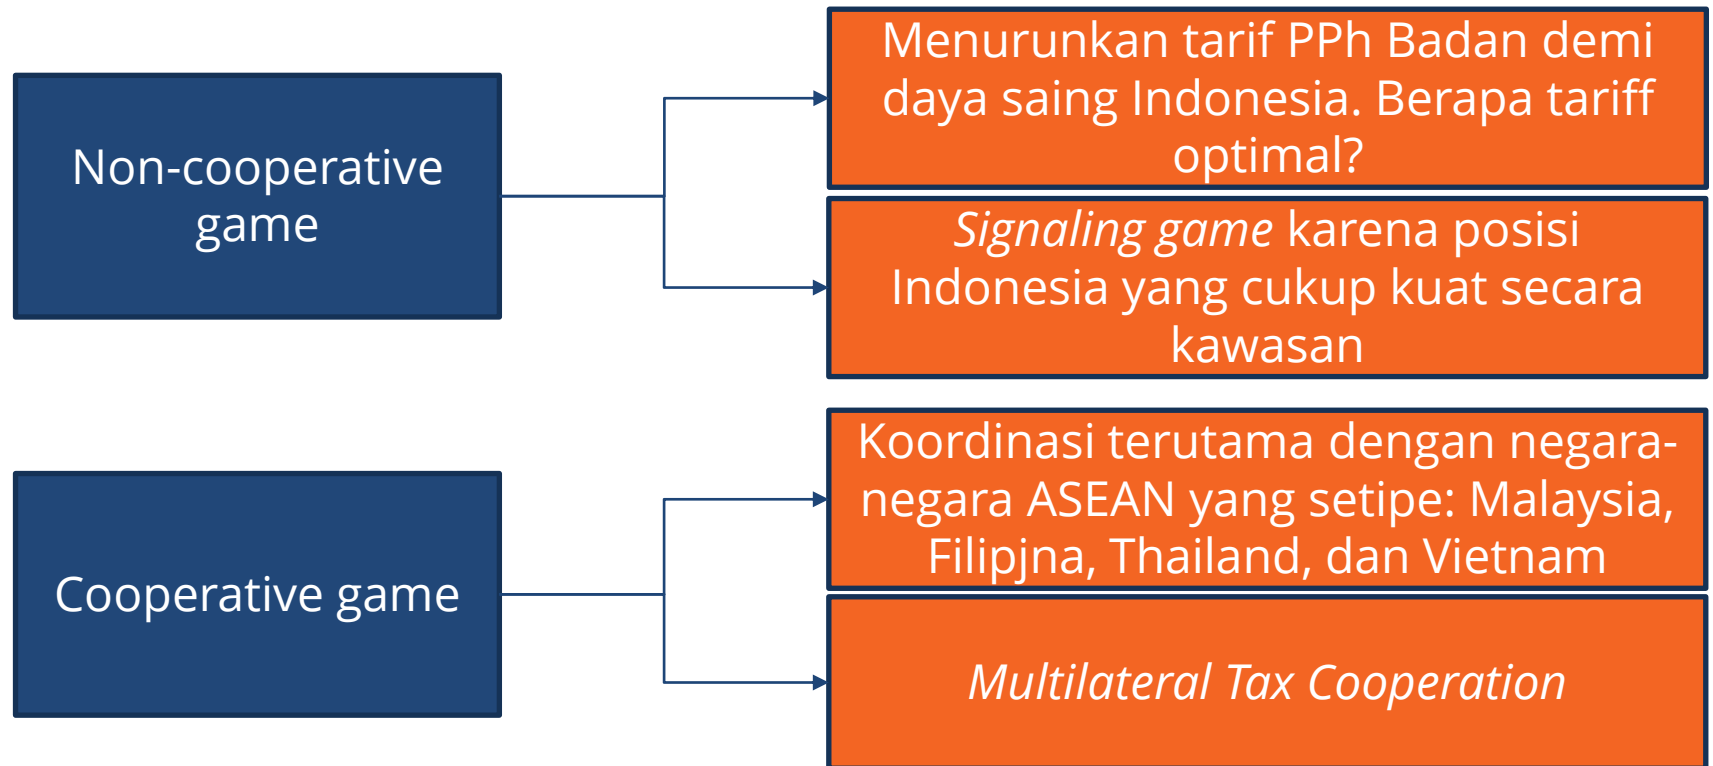 Non-cooperative
game
Menurunkan tarif PPh Badan demi
daya saing Indonesia. Berapa tariff
optimal?
Signaling game karena posisi
Indonesia yang cukup kuat secara
kawasan
Cooperative game
Koordinasi terutama dengan negara-
negara ASEAN yang setipe: Malaysia,
Filipjna, Thailand, dan Vietnam
Multilateral Tax Cooperation